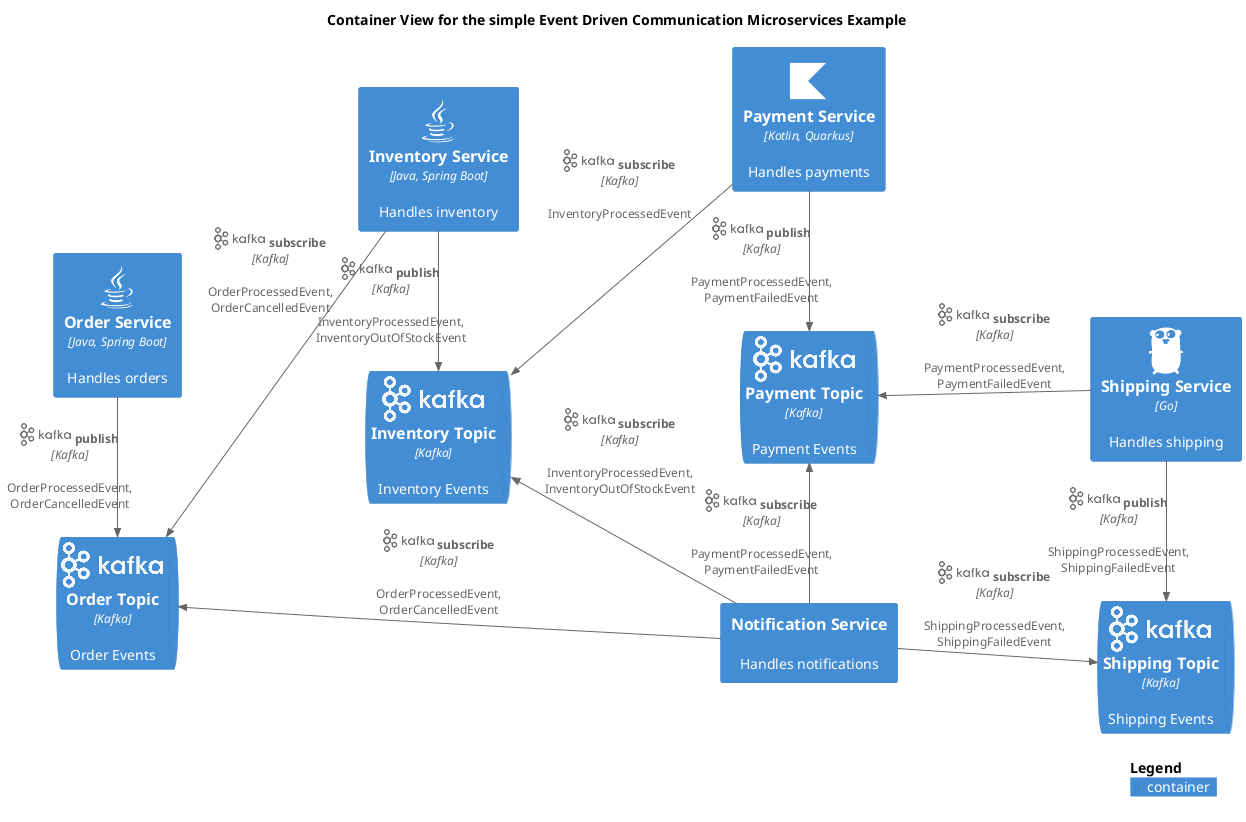 Container View for the simple Event Driven Communication Microservices Example
Payment Service
[Kotlin, Quarkus]
Handles payments
Inventory Service
[Java, Spring Boot]
Handles inventory
kafka subscribe
[Kafka]
InventoryProcessedEvent
kafka publish
[Kafka]
PaymentProcessedEvent,
PaymentFailedEvent
kafka subscribe
[Kafka]
OrderProcessedEvent,
OrderCancelledEvent
kafka publish
[Kafka]
InventoryProcessedEvent,
InventoryOutOfStockEvent
Order Service
[Java, Spring Boot]
Handles orders
kafka subscribe
[Kafka]
PaymentProcessedEvent,
PaymentFailedEvent
Shipping Service
[Go]
Handles shipping
kafka
Payment Topic
[Kafka]
Payment Events
kafka
Inventory Topic
[Kafka]
Inventory Events
kafka publish
[Kafka]
OrderProcessedEvent,
OrderCancelledEvent
kafka subscribe
[Kafka]
InventoryProcessedEvent,
InventoryOutOfStockEvent
kafka subscribe
[Kafka]
PaymentProcessedEvent,
PaymentFailedEvent
kafka publish
[Kafka]
ShippingProcessedEvent,
ShippingFailedEvent
kafka
Order Topic
[Kafka]
Order Events
kafka subscribe
[Kafka]
OrderProcessedEvent,
OrderCancelledEvent
Notification Service
Handles notifications
kafka subscribe
[Kafka]
ShippingProcessedEvent,
ShippingFailedEvent
kafka
Shipping Topic
[Kafka]
Shipping Events
Legend
container